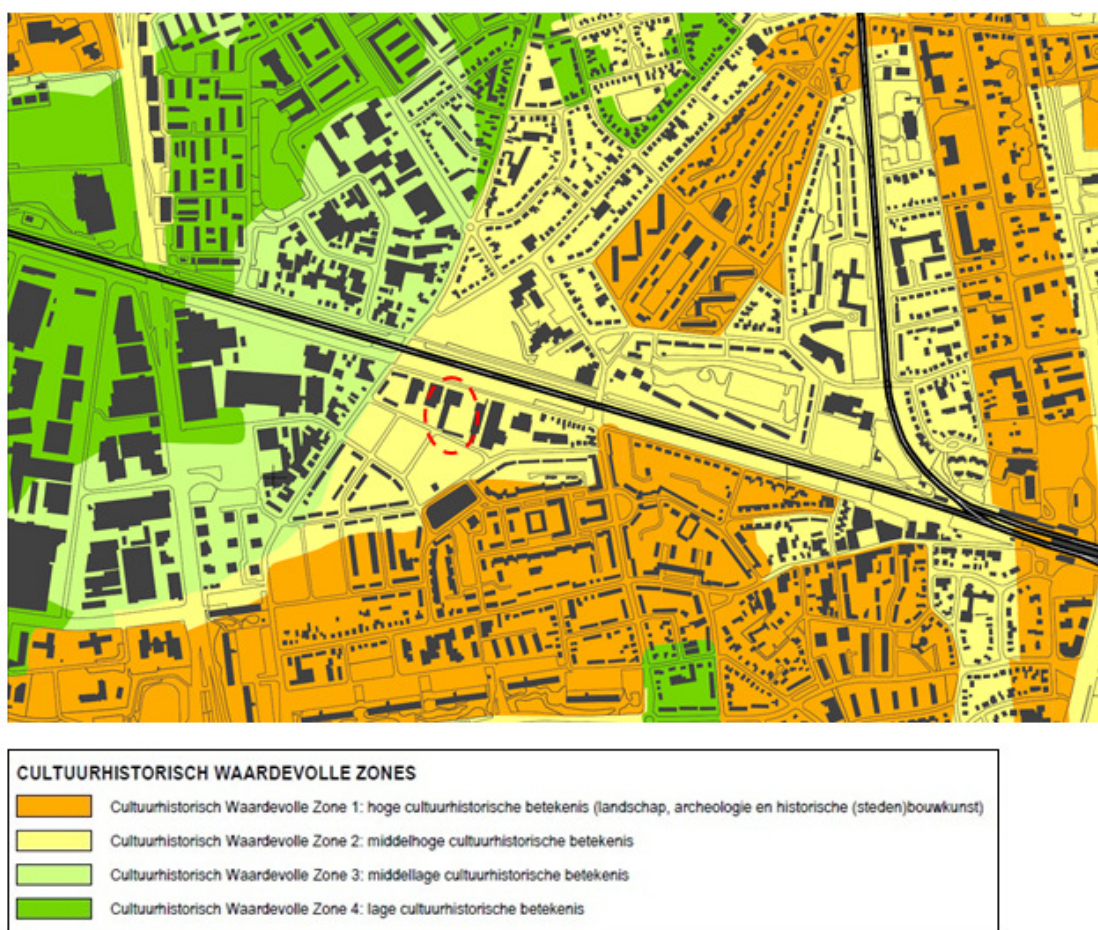 CULTUURHISTORISCH WAARDEVOLLE ZONES
Cultuurhistorisch Waardevolle Zone 1: hoge cultuurhistorische betekenis (landschap, archeologie en historische (steden)bouwkunst)
Cultuurhistorisch Waardevolle Zone 2: middelhoge cultuurhistorische betekenis
Cultuurhistorisch Waardevolle Zone 3: middellage cultuurhistorische betekenis
Cultuurhistorisch Waardevolle Zone 4: lage cultuurhistorische betekenis